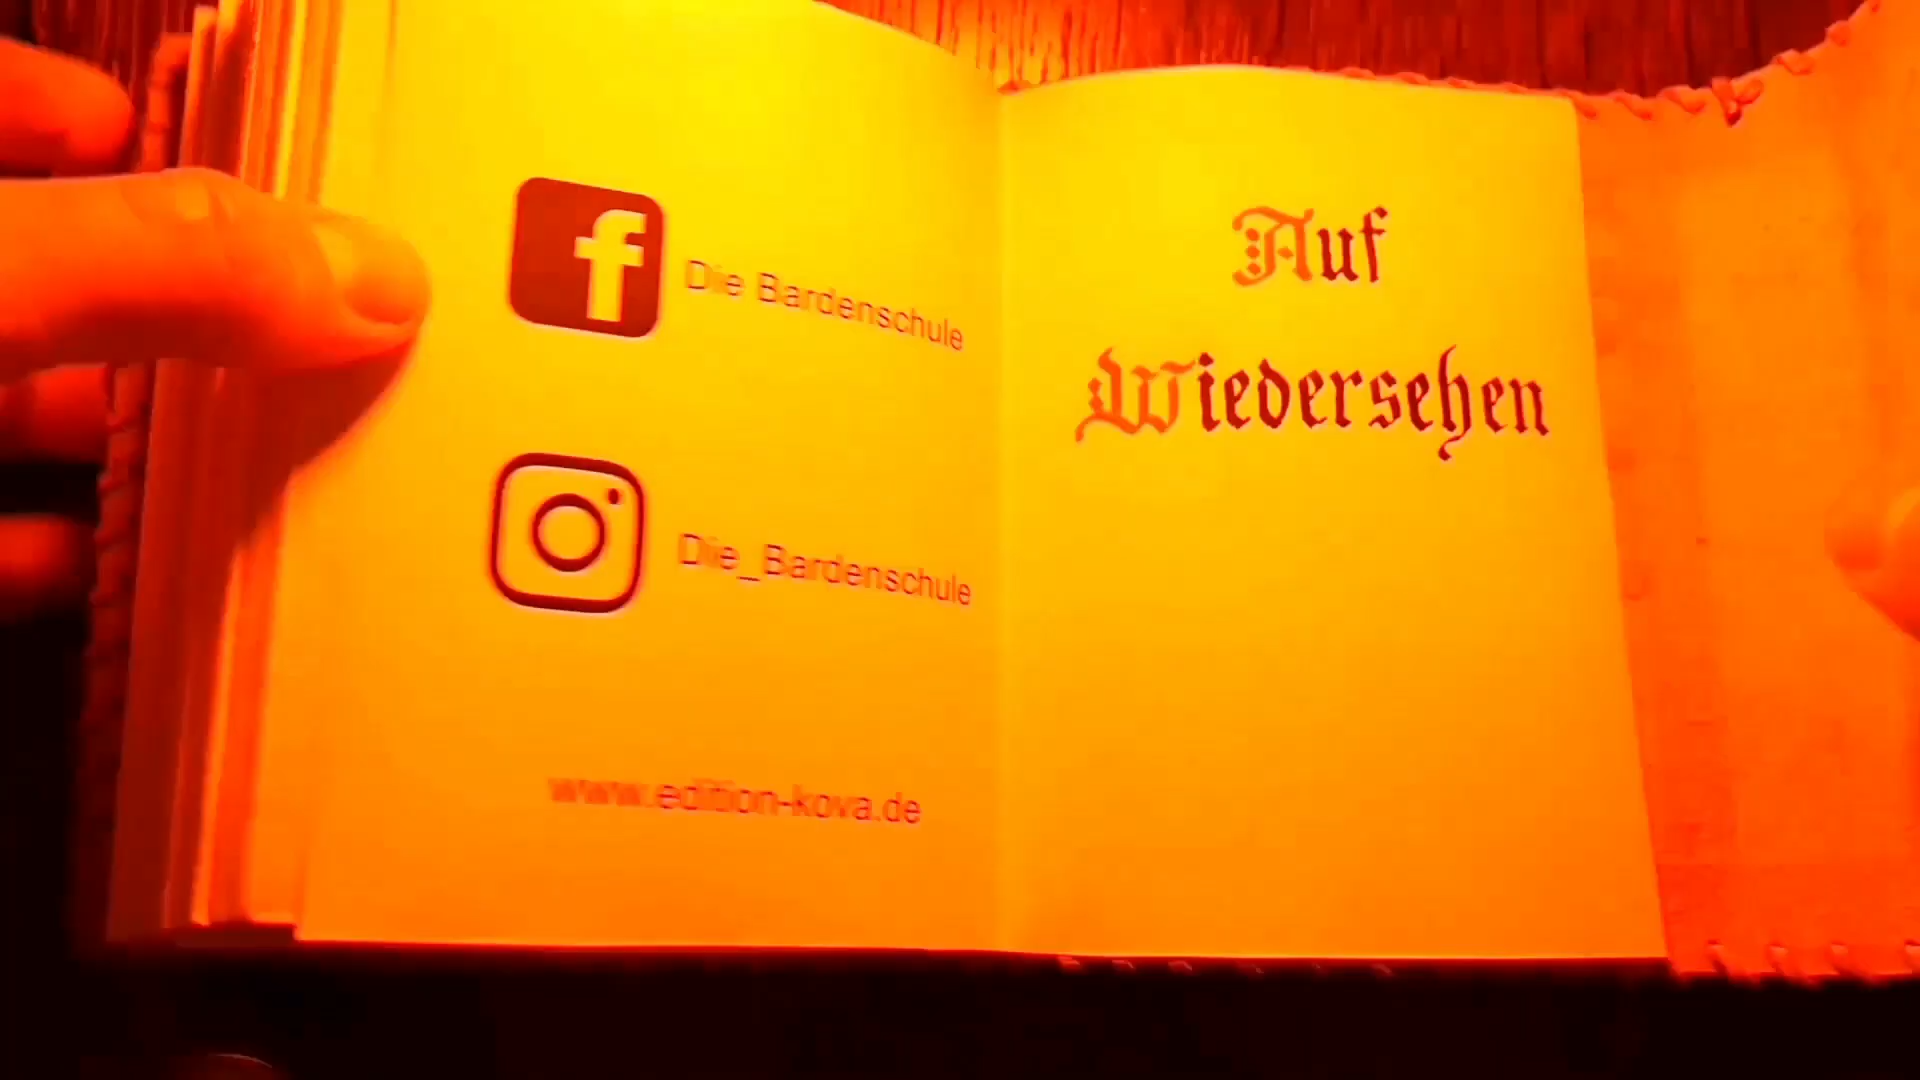 Die Bardenschule
Die_Bardenschule
www.edition-kova.de
Auf
Wiedersehen